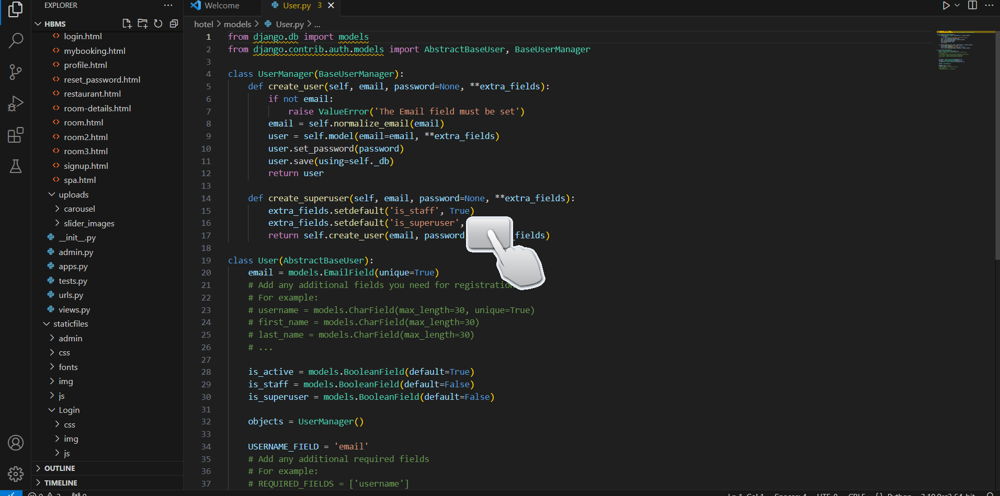 EXPLORER
HBMS
login.html
mybooking.html
profile.html
reset_password.html
restaurant.html
room-details.html
room.html
room2.html
room3.html
signup.html
spa.html
uploads
carousel
slider_images
__init__.py
admin.py
apps.py
tests.py
urls.py
views.py
staticfiles
admin
css
fonts
img
js
Login
css
img
js
OUTLINE
TIMELINE
Welcome
User.py 3
hotel > models > User.py > ...
1 from django.db import models
2 from django.contrib.auth.models import AbstractBaseUser, BaseUserManager
3
4 class UserManager(BaseUserManager):
5     def create_user(self, email, password=None, **extra_fields):
6         if not email:
7             raise ValueError('The Email field must be set')
8         email = self.normalize_email(email)
9         user = self.model(email=email, **extra_fields)
10         user.set_password(password)
11         user.save(using=self._db)
12         return user
13
14     def create_superuser(self, email, password=None, **extra_fields):
15         extra_fields.setdefault('is_staff', True)
16         extra_fields.setdefault('is_superuser',
17         return self.create_user(email, password _fields)
18
19 class User(AbstractBaseUser):
20     email = models.EmailField(unique=True)
21     # Add any additional fields you need for registration
22     # For example:
23     # username = models.CharField(max_length=30, unique=True)
24     # first_name = models.CharField(max_length=30)
25     # last_name = models.CharField(max_length=30)
26     # ...
27
28     is_active = models.BooleanField(default=True)
29     is_staff = models.BooleanField(default=False)
30     is_superuser = models.BooleanField(default=False)
31
32     objects = UserManager()
33
34     USERNAME_FIELD = 'email'
35     # Add any additional required fields
36     # For example:
37     # REQUIRED_FIELDS = ['username']